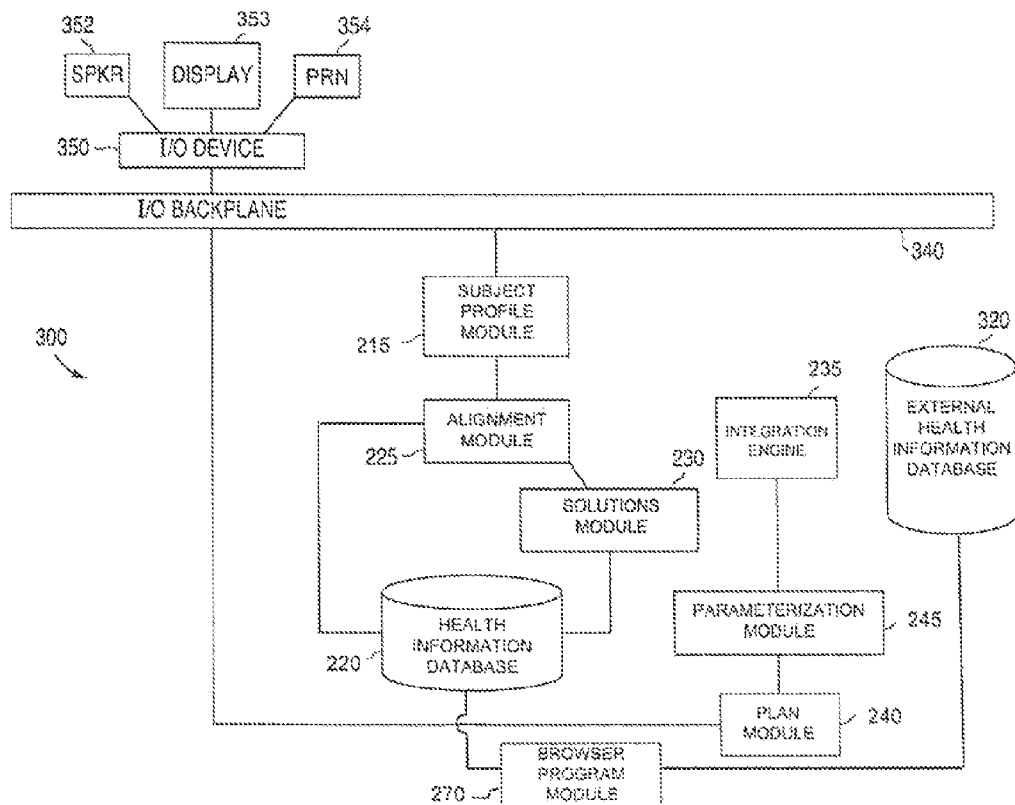 352
353
354
SPKR
DISPLAY
PRN
350
I/O DEVICE
I/O BACKPLANE
340
SUBJECT
PROFILE
MODULE
215
300
320
235
ALIGNMENT
MODULE
225
INTEGRATION
ENGINE
EXTERNAL
HEALTH
INFORMATION
DATABASE
230
SOLUTIONS
MODULE
HEALTH
INFORMATION
DATABASE
220
PARAMETERIZATION
MODULE
245
PLAN
MODULE
240
BROWSER
PROGRAM
MODULE
270